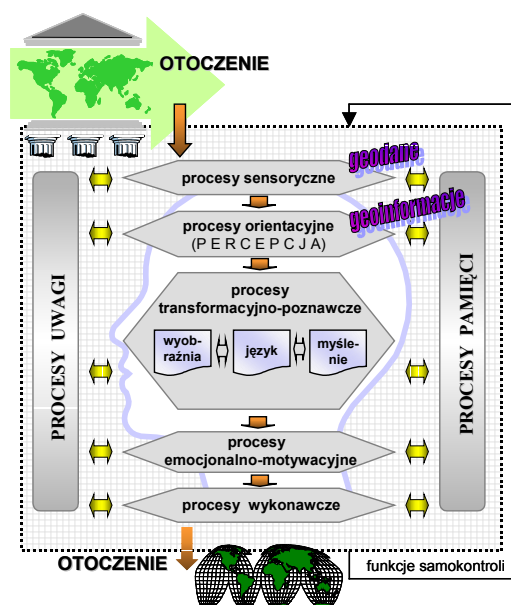 OTOCZENIE
geodane
procesy sensoryczne
geoinformacje
procesy orientacyjne
(P E R C E P C J A)
procesy
transformacyjno-poznawcze
wyob-
raźnia
język
myśle-
nie
PROCESY UWAGI
PROCESY PAMIĘCI
procesy
emocjonalno-motywacyjne
procesy wykonawcze
OTOCZENIE
funkcje samokontroli